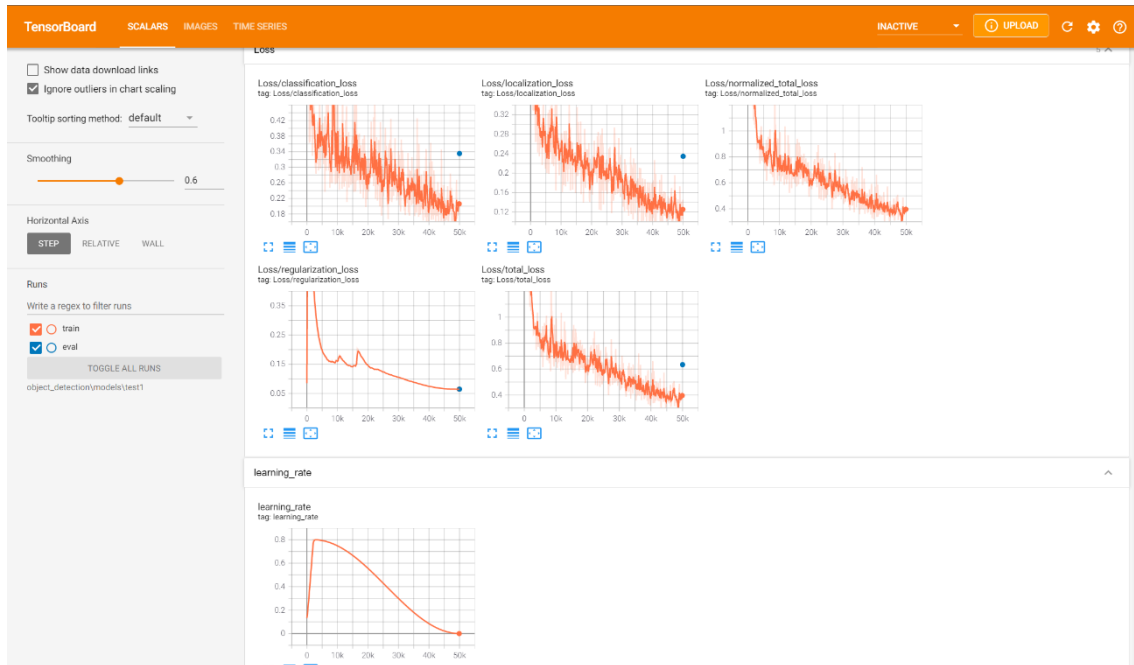 TensorBoard SCALARS IMAGES TIME SERIES INACTIVE UPLOAD
Show data download links
Ignore outliers in chart scaling
Tooltip sorting method: default
Smoothing
0.6
Horizontal Axis
STEP RELATIVE WALL
Runs
Write a regex to filter runs
train
eval
TOGGLE ALL RUNS
object_detection\models\test1
Loss 5
Loss/classification_loss
tag: Loss/classification_loss
0.42
0.38
0.34
0.3
0.26
0.22
0.18
0 10k 20k 30k 40k 50k
Loss/localization_loss
tag: Loss/localization_loss
0.32
0.28
0.24
0.2
0.16
0.12
0 10k 20k 30k 40k 50k
Loss/normalized_total_loss
tag: Loss/normalized_total_loss
1
0.8
0.6
0.4
0 10k 20k 30k 40k 50k
Loss/regularization_loss
tag: Loss/regularization_loss
0.35
0.25
0.15
0.05
0 10k 20k 30k 40k 50k
Loss/total_loss
tag: Loss/total_loss
1
0.8
0.6
0.4
0 10k 20k 30k 40k 50k
learning_rate
learning_rate
tag: learning_rate
0.8
0.6
0.4
0.2
0
0 10k 20k 30k 40k 50k